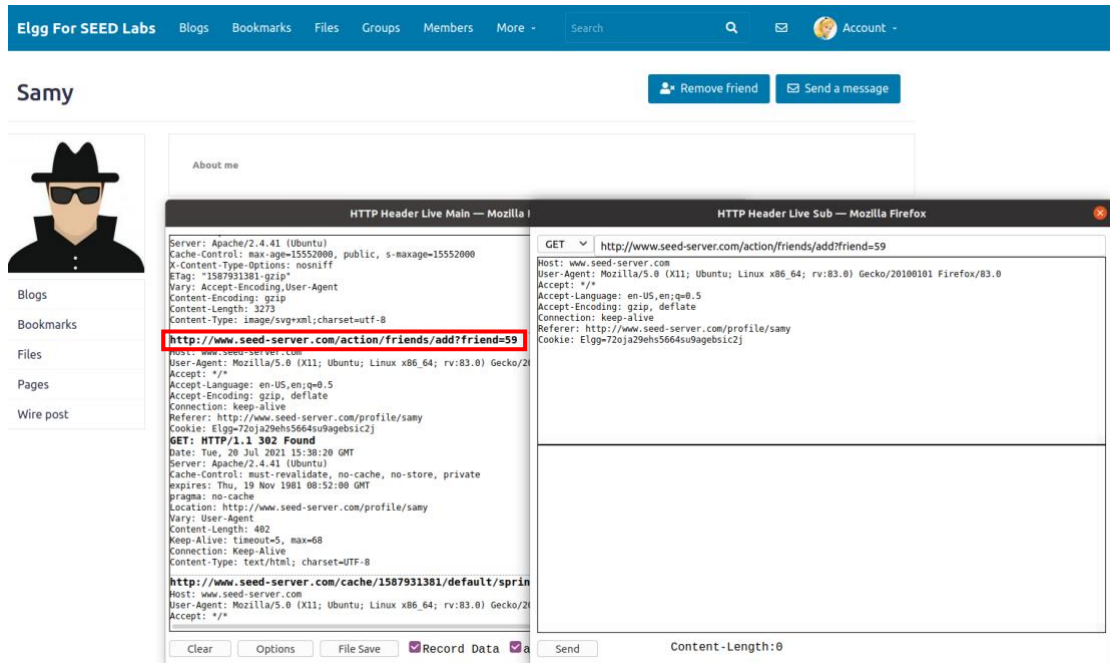 Elgg For SEED Labs Blogs Bookmarks Files Groups Members More Search Account
Samy
Remove friend Send a message
About me
Blogs
Bookmarks
Files
Pages
Wire post
HTTP Header Live Main — Mozilla
Server: Apache/2.4.41 (Ubuntu)
Cache-Control: max-age=15552000, public, s-maxage=15552000
X-Content-Type-Options: nosniff
ETag: "1587931381-gzip"
Vary: Accept-Encoding,User-Agent
Content-Encoding: gzip
Content-Length: 3273
Content-Type: image/svg+xml;charset=utf-8
http://www.seed-server.com/action/friends/add?friend=59
Host: www.seed-server.com
User-Agent: Mozilla/5.0 (X11; Ubuntu; Linux x86_64; rv:83.0) Gecko/20
Accept: */*
Accept-Language: en-US,en;q=0.5
Accept-Encoding: gzip, deflate
Connection: keep-alive
Referer: http://www.seed-server.com/profile/samy
Cookie: Elgg=72oja29ehs5664su9agebsic2j
GET: HTTP/1.1 302 Found
Date: Tue, 20 Jul 2021 15:38:20 GMT
Server: Apache/2.4.41 (Ubuntu)
Cache-Control: must-revalidate, no-cache, no-store, private
expires: Thu, 19 Nov 1981 08:52:00 GMT
pragma: no-cache
Location: http://www.seed-server.com/profile/samy
Vary: User-Agent
Content-Length: 402
Keep-Alive: timeout=5, max=68
Connection: Keep-Alive
Content-Type: text/html; charset=UTF-8
http://www.seed-server.com/cache/1587931381/default/sprin
Host: www.seed-server.com
User-Agent: Mozilla/5.0 (X11; Ubuntu; Linux x86_64; rv:83.0) Gecko/20
Accept: */*
Clear Options File Save Record Data a
HTTP Header Live Sub — Mozilla Firefox
GET http://www.seed-server.com/action/friends/add?friend=59
Host: www.seed-server.com
User-Agent: Mozilla/5.0 (X11; Ubuntu; Linux x86_64; rv:83.0) Gecko/20100101 Firefox/83.0
Accept: */*
Accept-Language: en-US,en;q=0.5
Accept-Encoding: gzip, deflate
Connection: keep-alive
Referer: http://www.seed-server.com/profile/samy
Cookie: Elgg=72oja29ehs5664su9agebsic2j
Send Content-Length:0